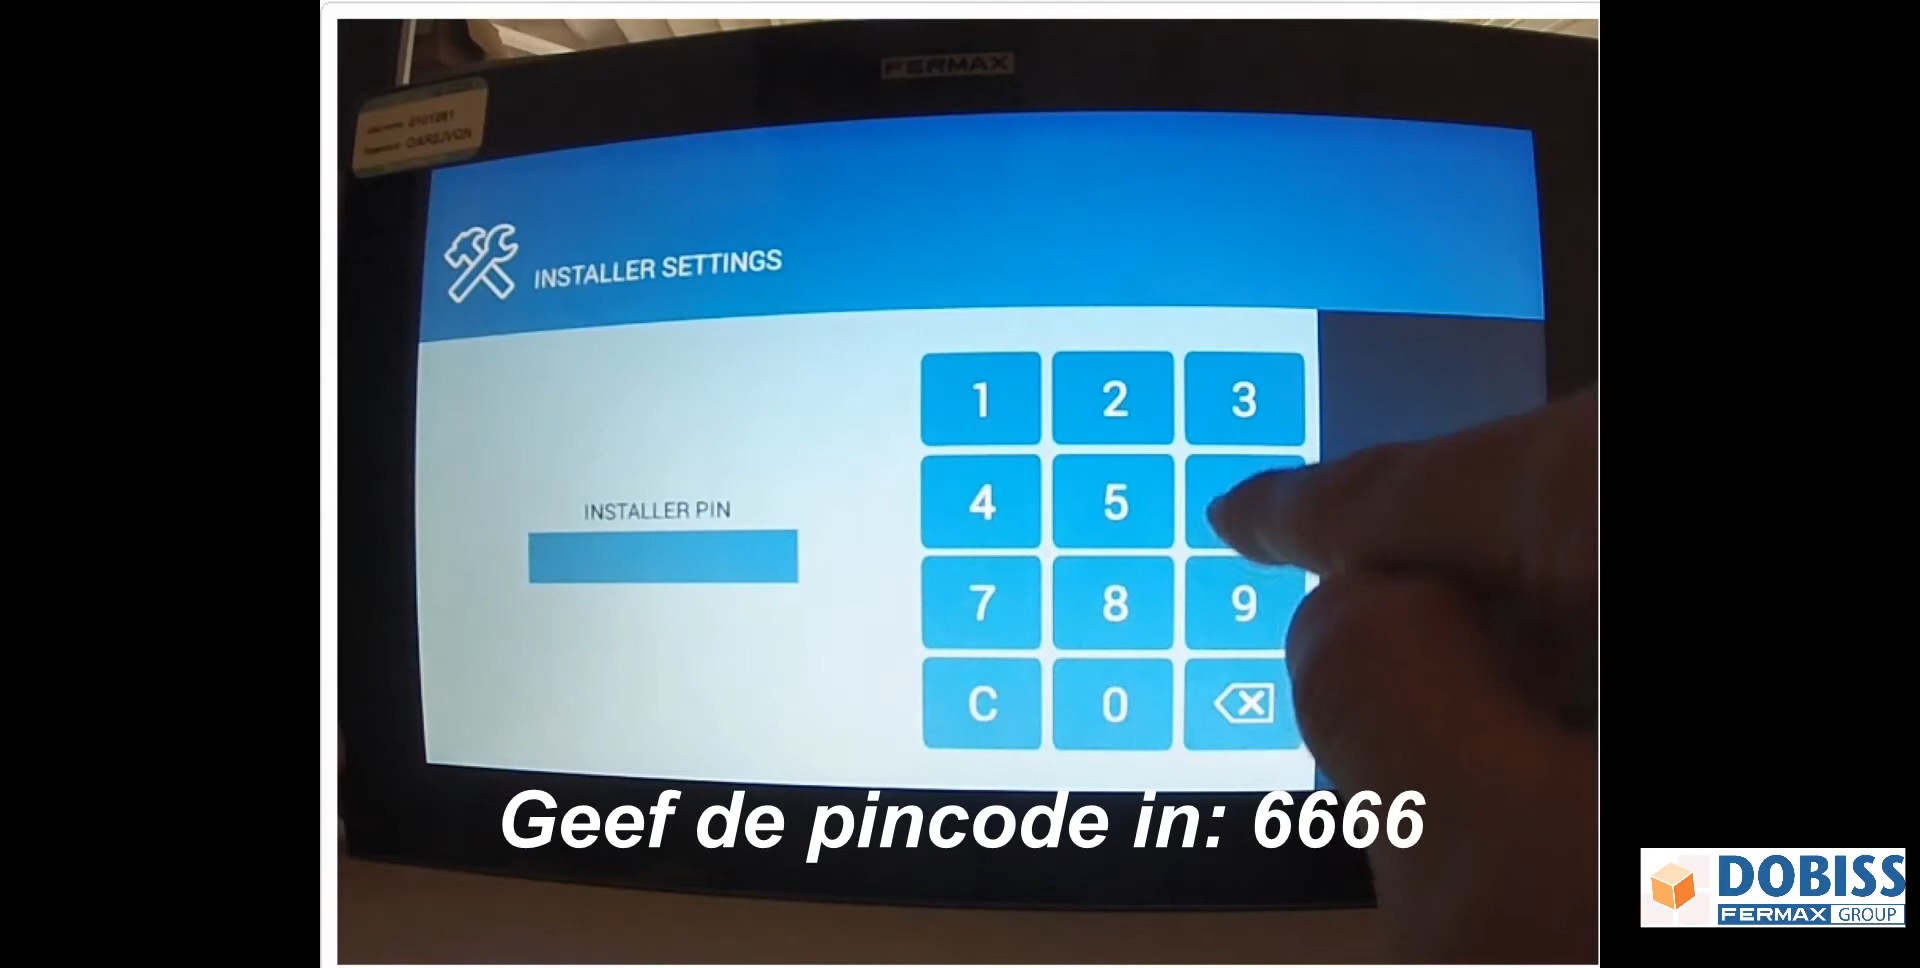 FERMAX
INSTALLER SETTINGS
1 2 3
4 5
INSTALLER PIN
7 8 9
C 0
Geef de pincode in: 6666
DOBISS
FERMAX GROUP